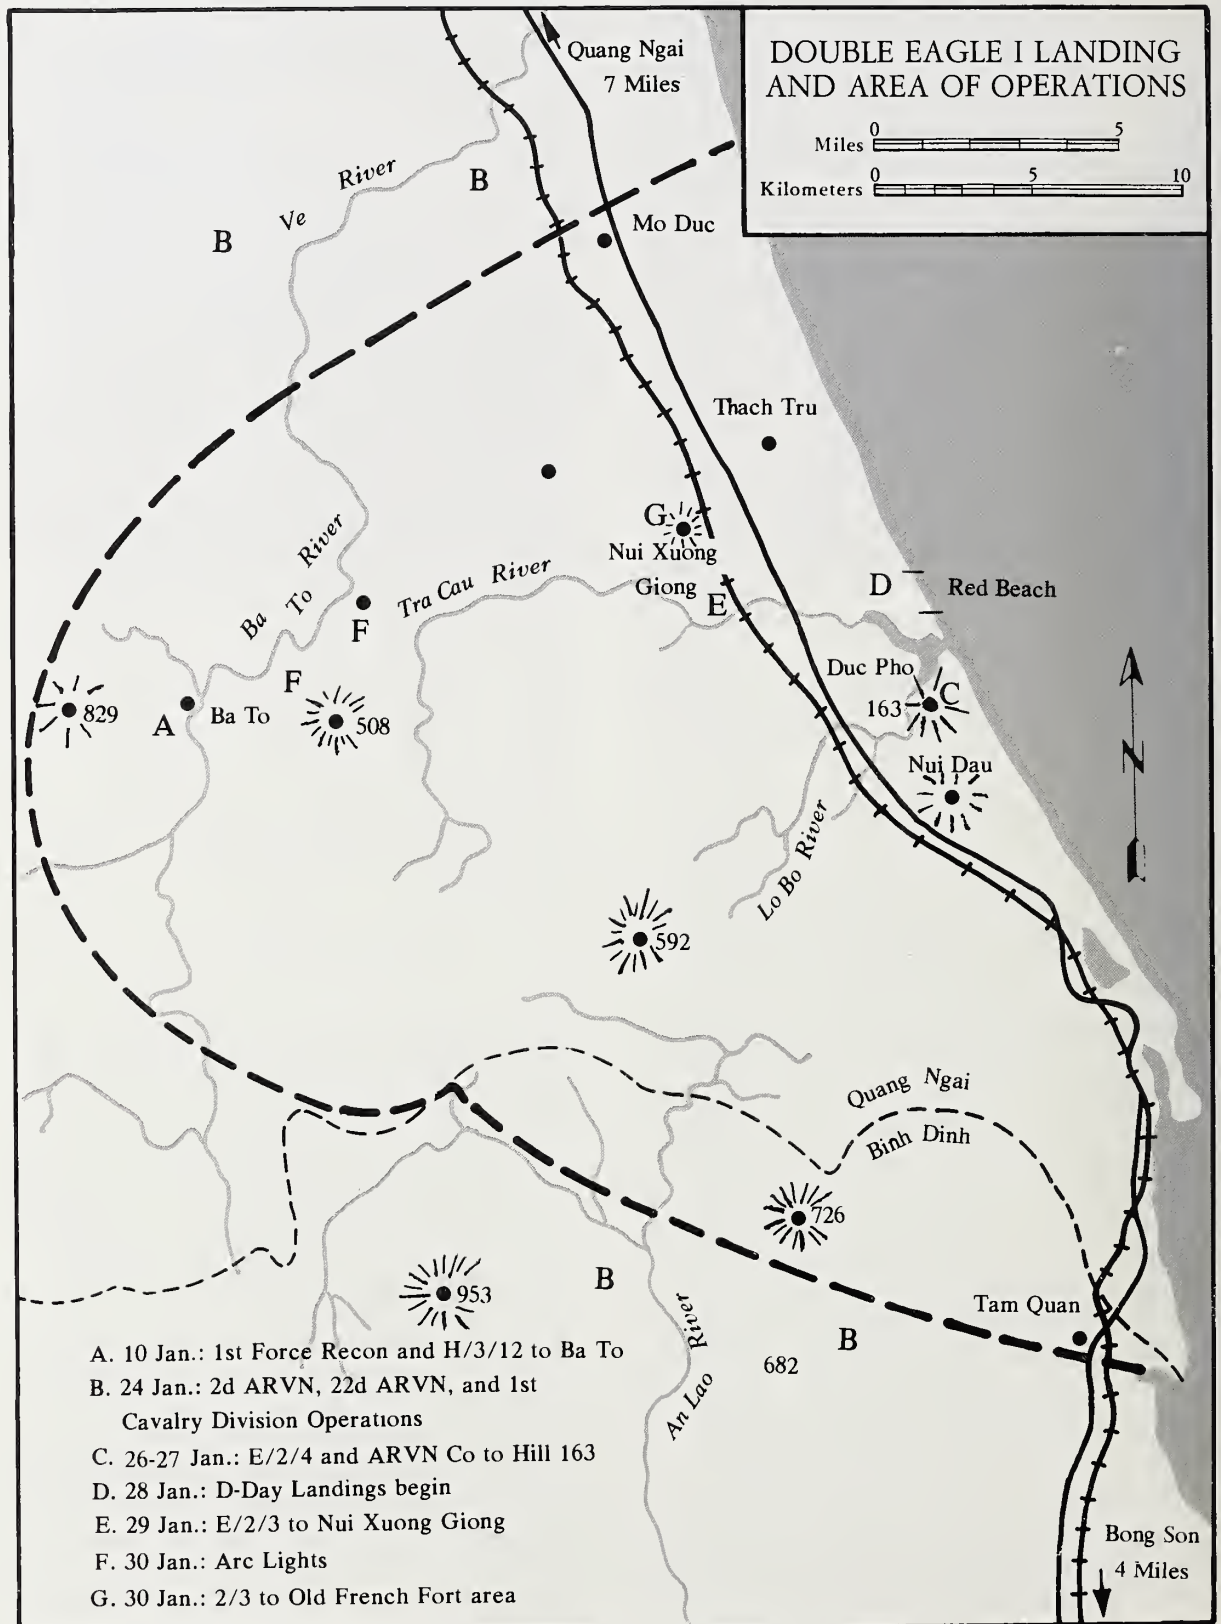 DOUBLE EAGLE I LANDING
AND AREA OF OPERATIONS
Miles 0 5
Kilometers 0 5 10
Quang Ngai
7 Miles
B
Ve River
B
Mo Duc
Thach Tru
G
Nui Xuong
Giong
Ba To River
Tra Cau River
D
Red Beach
E
F
F
Duc Pho
163
C
829
A
Ba To
508
N
Nui Dau
Lo Bo River
592
Quang Ngai
Binh Dinh
726
953
B
An Lao River
Tam Quan
B
682
A. 10 Jan.: 1st Force Recon and H/3/12 to Ba To
B. 24 Jan.: 2d ARVN, 22d ARVN, and 1st
Cavalry Division Operations
C. 26-27 Jan.: E/2/4 and ARVN Co to Hill 163
D. 28 Jan.: D-Day Landings begin
E. 29 Jan.: E/2/3 to Nui Xuong Giong
F. 30 Jan.: Arc Lights
G. 30 Jan.: 2/3 to Old French Fort area
Bong Son
4 Miles